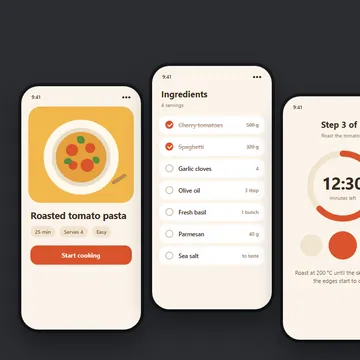 9:41
Roasted tomato pasta
25 min
Serves 4
Easy
Start cooking
9:41
Ingredients
4 servings
Cherry tomatoes
500 g
Spaghetti
320 g
Garlic cloves
4
Olive oil
3 tbsp
Fresh basil
1 bunch
Parmesan
40 g
Sea salt
to taste
9:41
Step 3 of
Roast the tomato
12:30
minutes left
Roast at 200 °C until the sk
the edges start to c